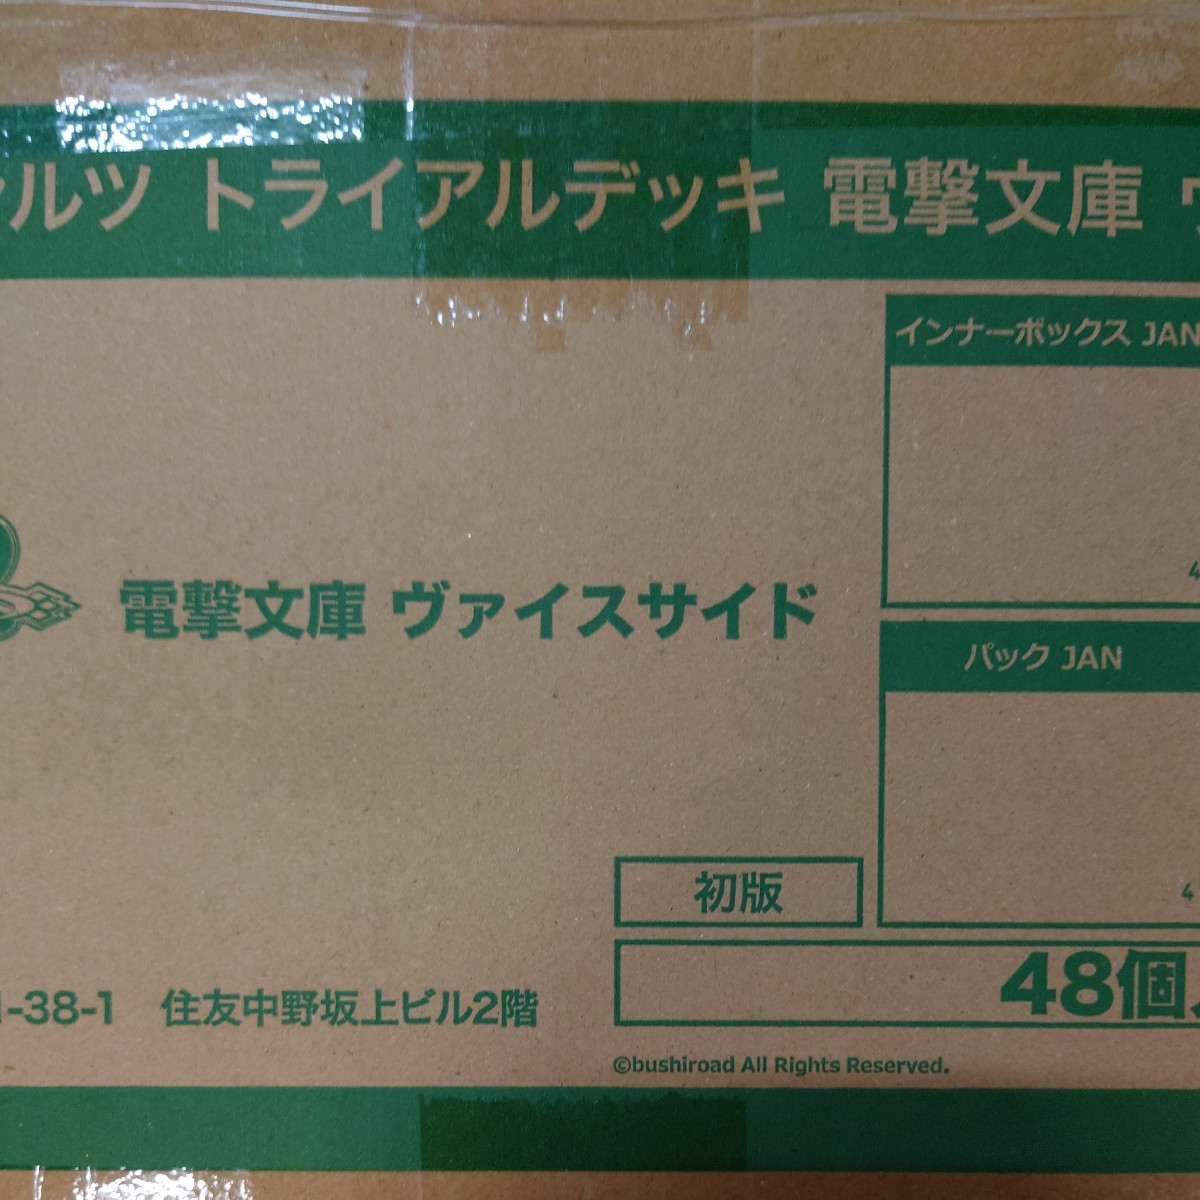 ルツ トライアルデッキ 電撃文庫
インナーボックス JAN
電撃文庫 ヴァイスサイド
パック JAN
初版
48個
-38-1 住友中野坂上ビル2階
©bushiroad All Rights Reserved.